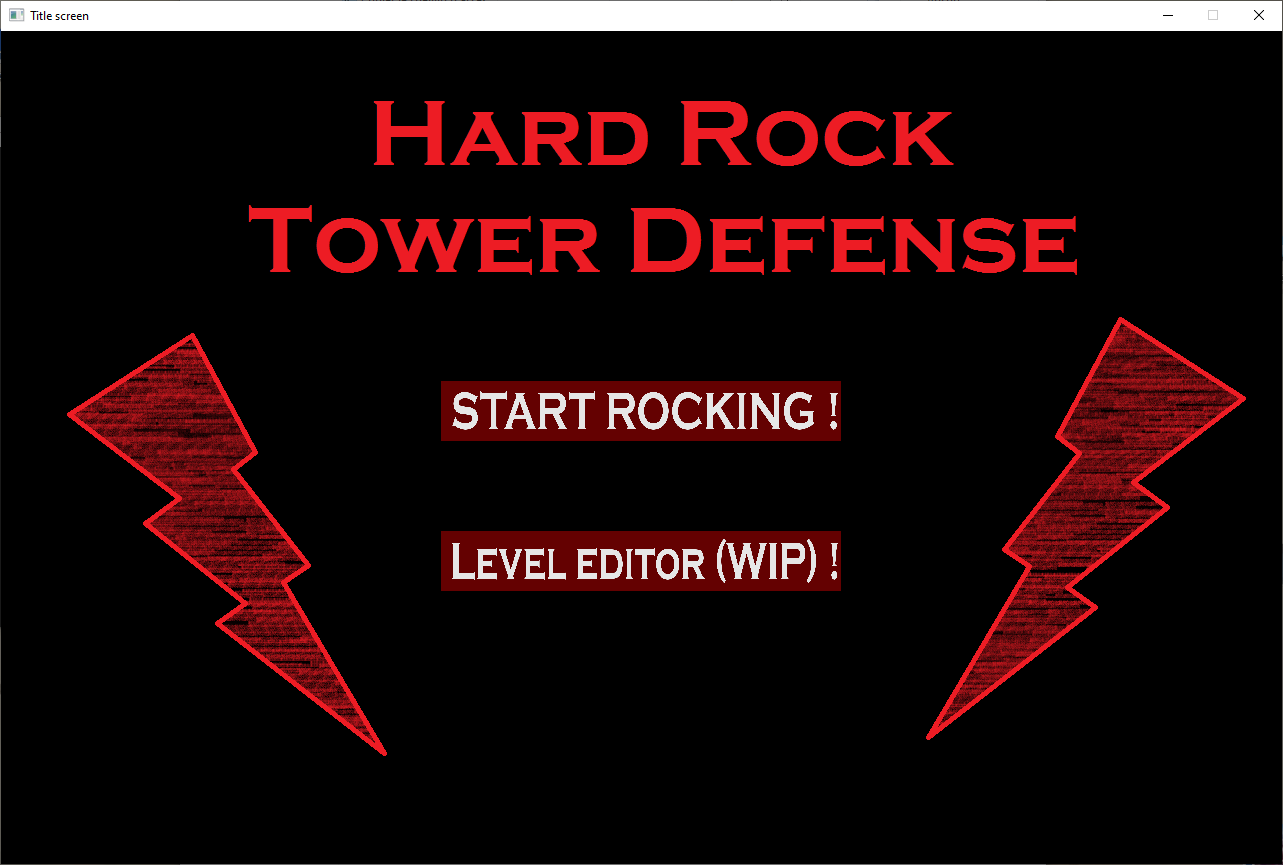 Title screen
HARD ROCK
TOWER DEFENSE
START ROCKING !
LEVEL EDITOR (WIP) !